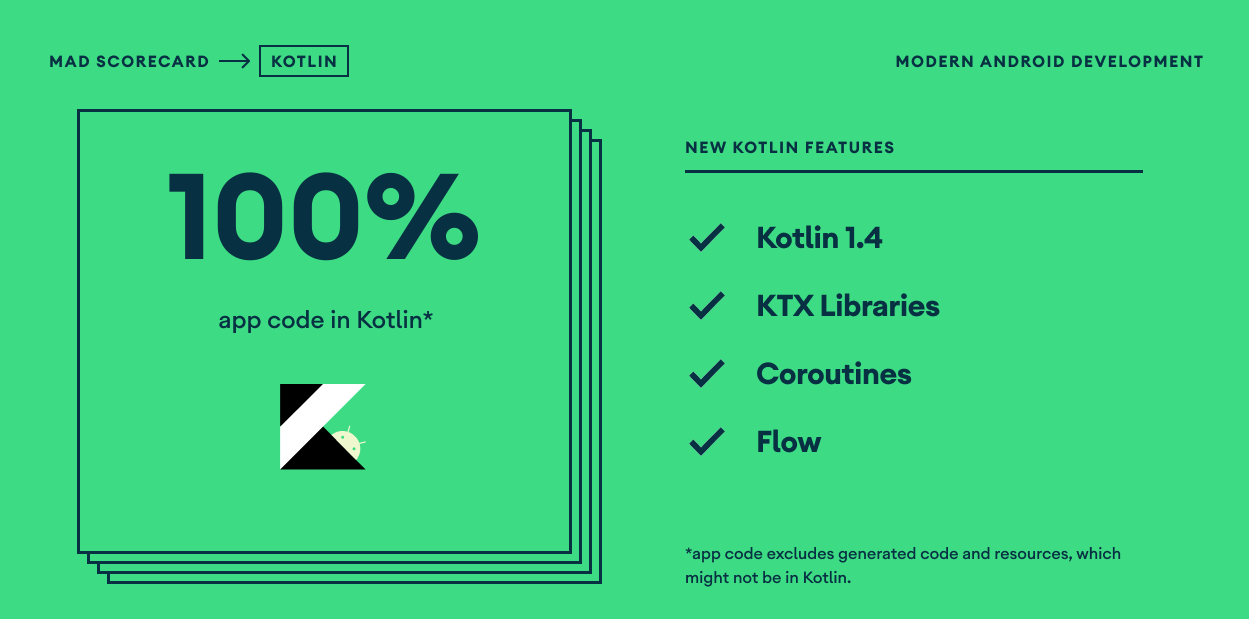 MAD SCORECARD → KOTLIN
MODERN ANDROID DEVELOPMENT
100%
app code in Kotlin*
NEW KOTLIN FEATURES
Kotlin 1.4
KTX Libraries
Coroutines
Flow
*app code excludes generated code and resources, which
might not be in Kotlin.